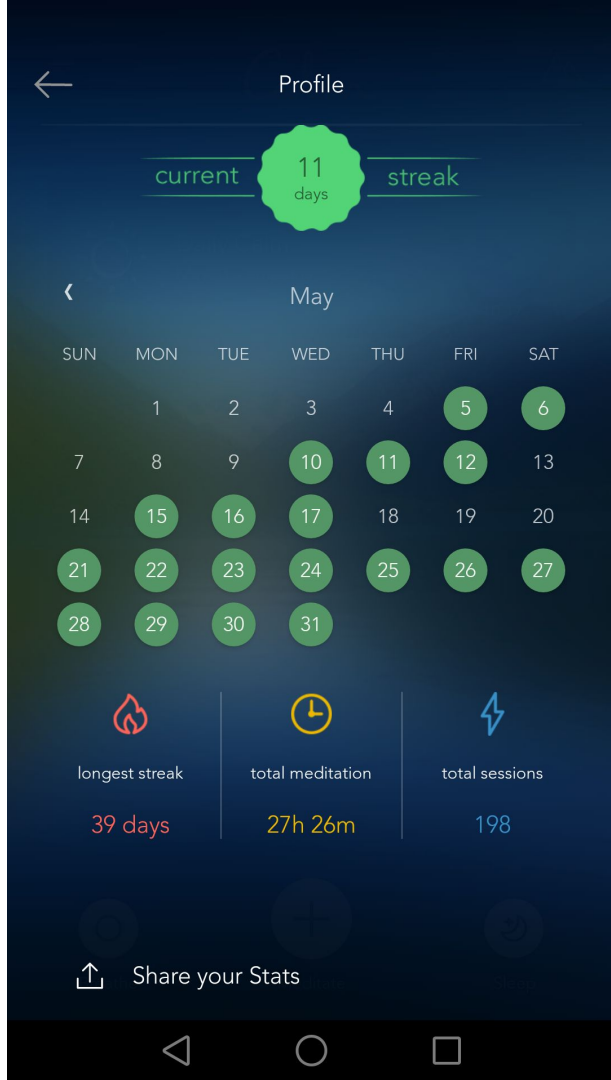 Profile
current 11 days streak
May
SUN MON TUE WED THU FRI SAT
1 2 3 4 5 6
7 8 9 10 11 12 13
14 15 16 17 18 19 20
21 22 23 24 25 26 27
28 29 30 31
longest streak total meditation total sessions
39 days 27h 26m 198
Share your Stats